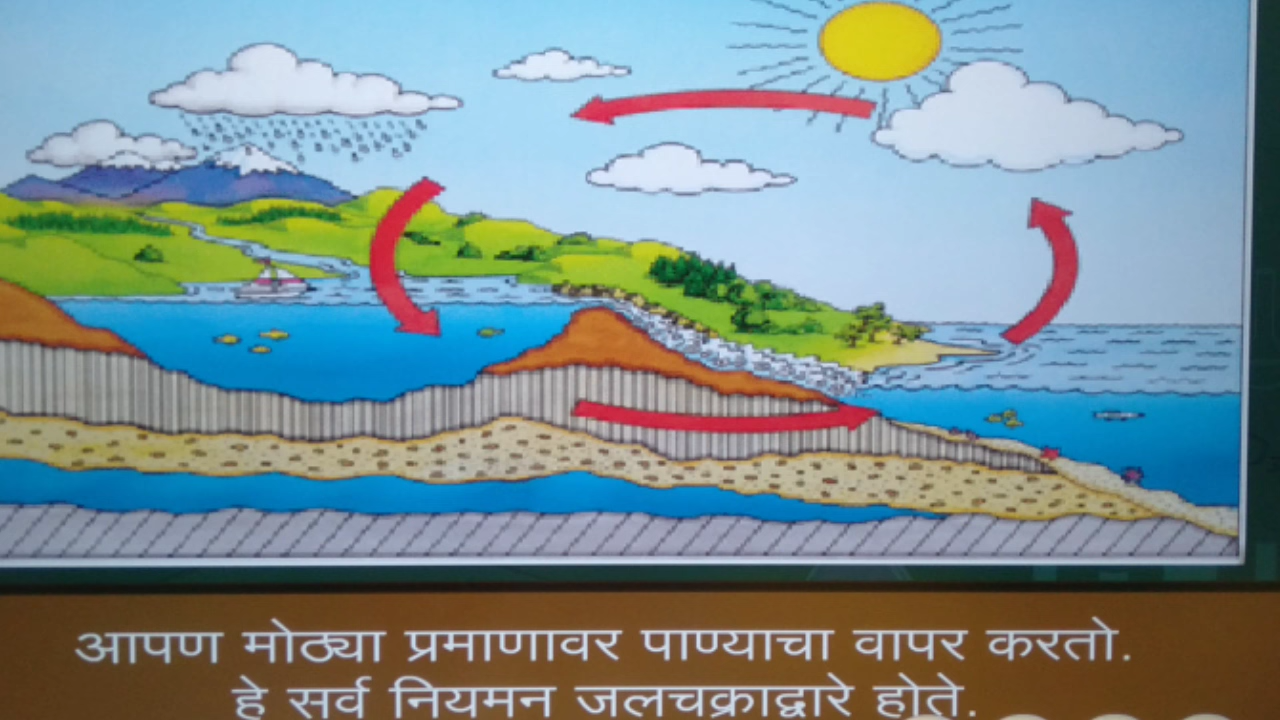 आपण मोठ्या प्रमाणावर पाण्याचा वापर करतो.
हे सर्व नियमन जलचक्राद्वारे होते.